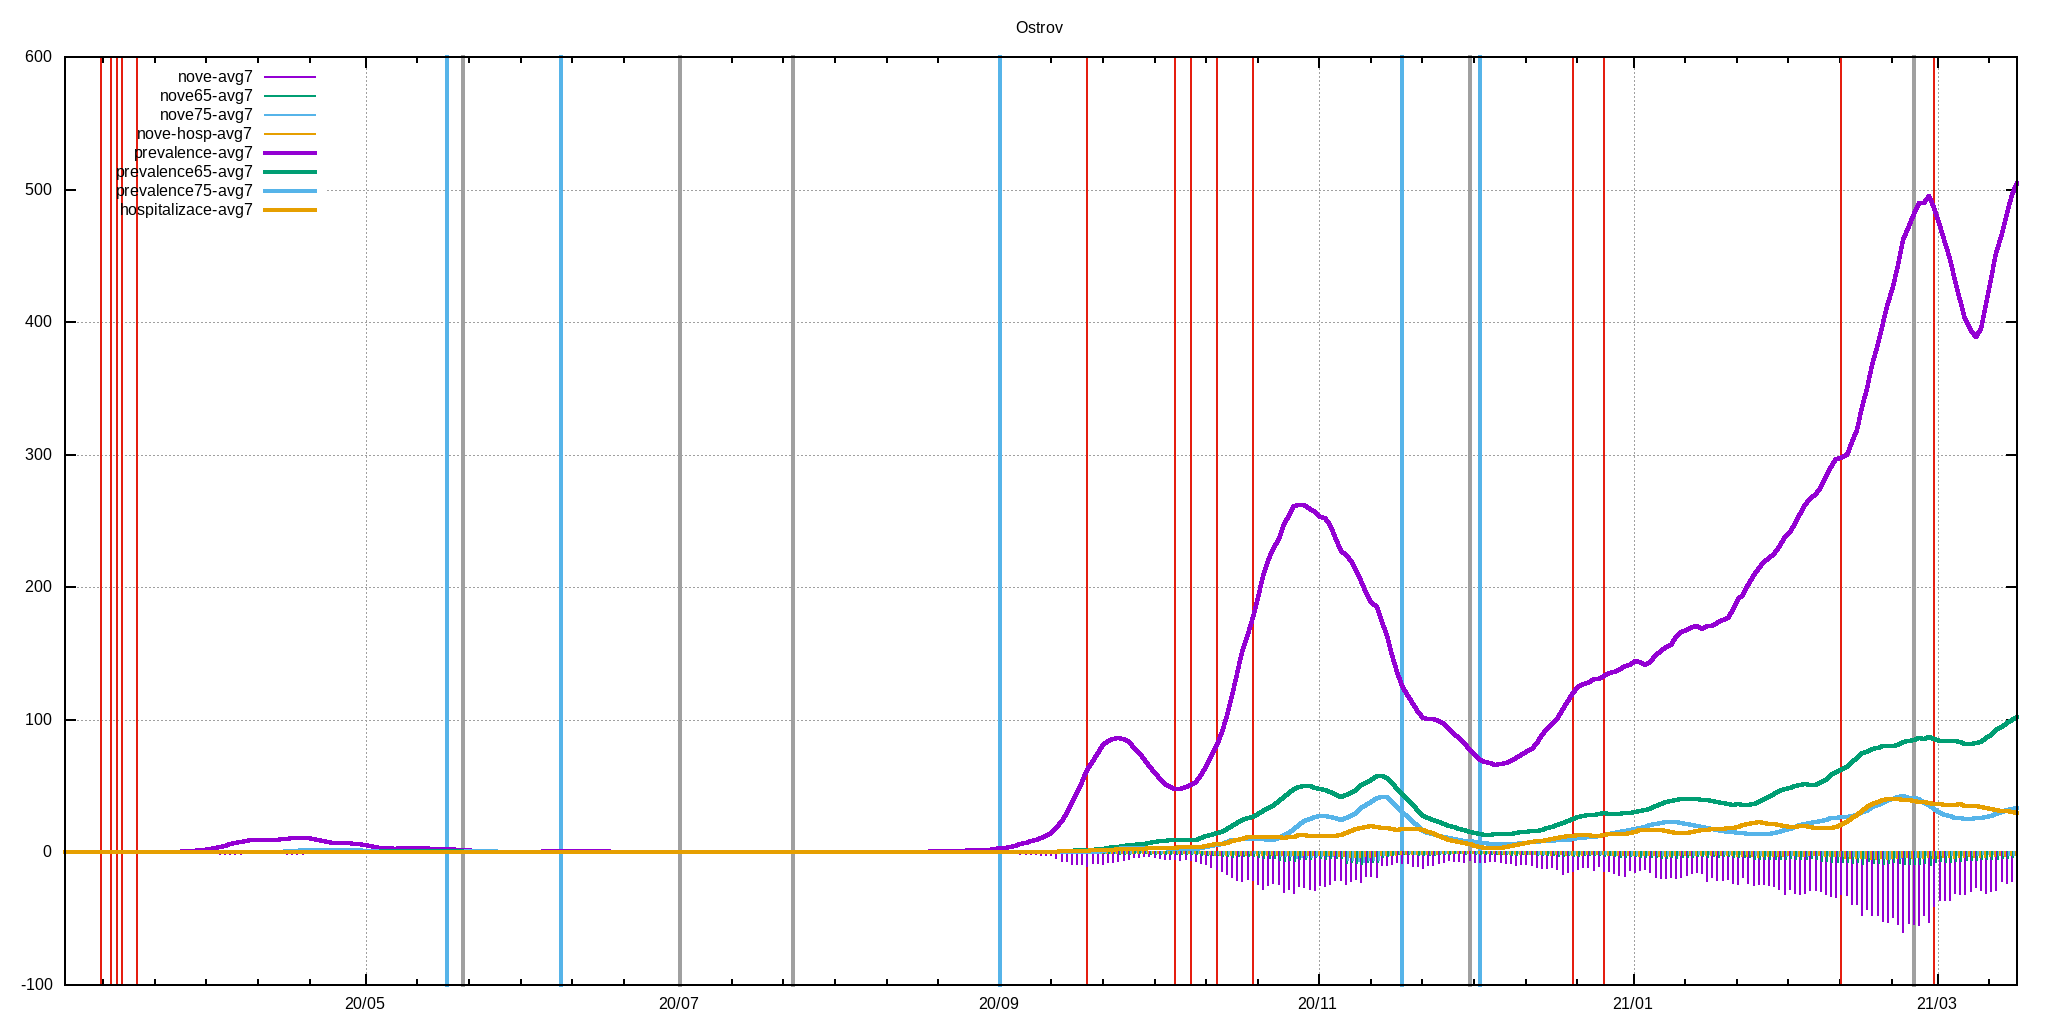 Ostrov
600
500
400
300
200
100
0
-100
nove-avg7
nove65-avg7
nove75-avg7
nove-hosp-avg7
prevalence-avg7
prevalence65-avg7
prevalence75-avg7
hospitalizace-avg7
20/05 20/07 20/09 20/11 21/01 21/03